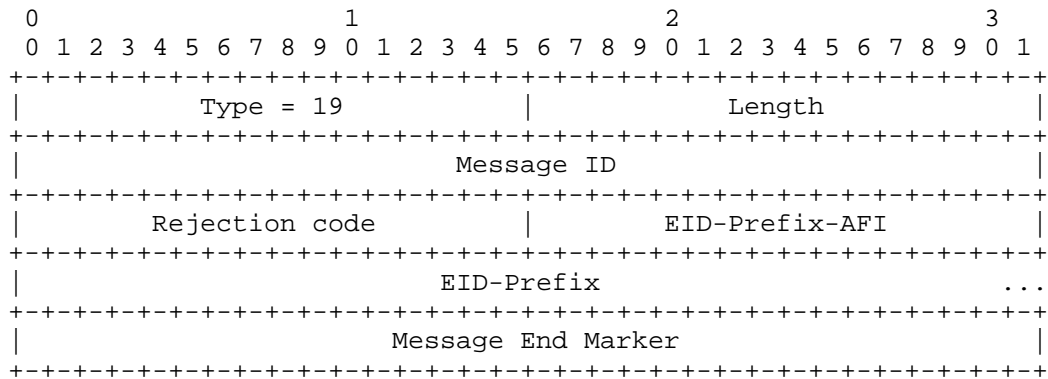 0                   1                   2                   3
 0 1 2 3 4 5 6 7 8 9 0 1 2 3 4 5 6 7 8 9 0 1 2 3 4 5 6 7 8 9 0 1
+-+-+-+-+-+-+-+-+-+-+-+-+-+-+-+-+-+-+-+-+-+-+-+-+-+-+-+-+-+-+-+-+
|           Type = 19           |            Length             |
+-+-+-+-+-+-+-+-+-+-+-+-+-+-+-+-+-+-+-+-+-+-+-+-+-+-+-+-+-+-+-+-+
|                           Message ID                          |
+-+-+-+-+-+-+-+-+-+-+-+-+-+-+-+-+-+-+-+-+-+-+-+-+-+-+-+-+-+-+-+-+
|        Rejection code         |        EID-Prefix-AFI         |
+-+-+-+-+-+-+-+-+-+-+-+-+-+-+-+-+-+-+-+-+-+-+-+-+-+-+-+-+-+-+-+-+
|                          EID-Prefix                         ...
+-+-+-+-+-+-+-+-+-+-+-+-+-+-+-+-+-+-+-+-+-+-+-+-+-+-+-+-+-+-+-+-+
|                       Message End Marker                      |
+-+-+-+-+-+-+-+-+-+-+-+-+-+-+-+-+-+-+-+-+-+-+-+-+-+-+-+-+-+-+-+-+